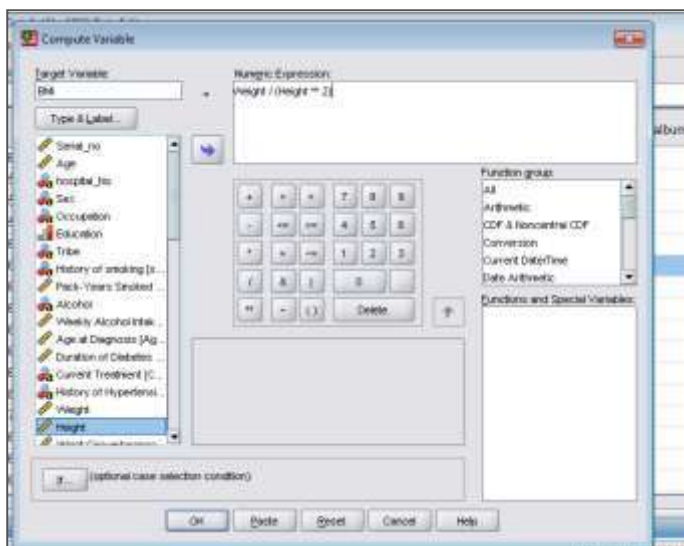 Compute Variable
Target Variable:
BMI
=
Numeric Expression:
Weight / (Height ** 2)
Type & Label...
Serial_no
Age
hospital_no
Sex
Occupation
Education
Tribe
History of smoking [s...
Pack-Years Smoked
Alcohol
Weekly Alcohol Intak...
Age at Diagnosis [Ag...
Duration of Diabetes ...
Current Treatment [C...
History of Hypertensi...
Weight
Height
+ < > 7 8 9
- <= >= 4 5 6
* = ~= 1 2 3
/ & | 0 .
** ~ ( ) Delete
Function group:
All
Arithmetic
CDF & Noncentral CDF
Conversion
Current Date/Time
Date Arithmetic
Functions and Special Variables:
If... (optional case selection condition)
OK Paste Reset Cancel Help
album